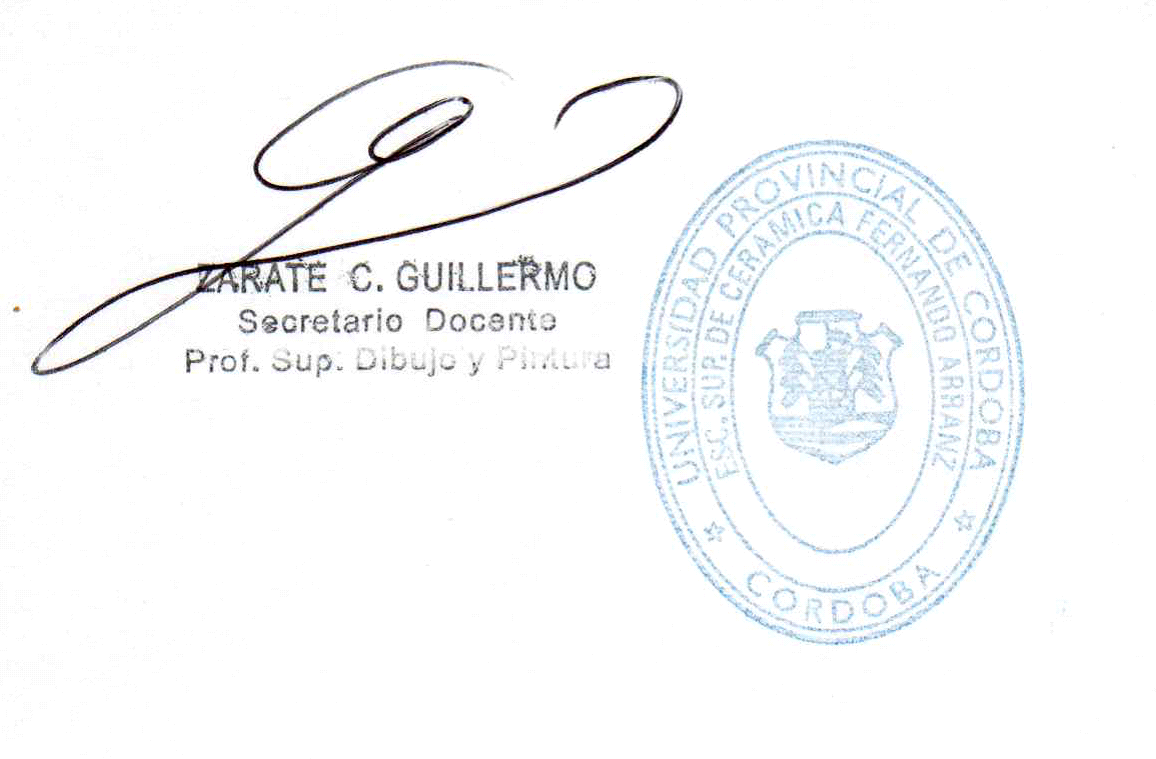 ZARATE C. GUILLERMO
Secretario Docente
Prof. Sup. Dibujo y Pintura
UNIVERSIDAD PROVINCIAL DE CORDOBA
ESC. SUP. DE CERAMICA FERNANDO ARRANZ
CORDOBA